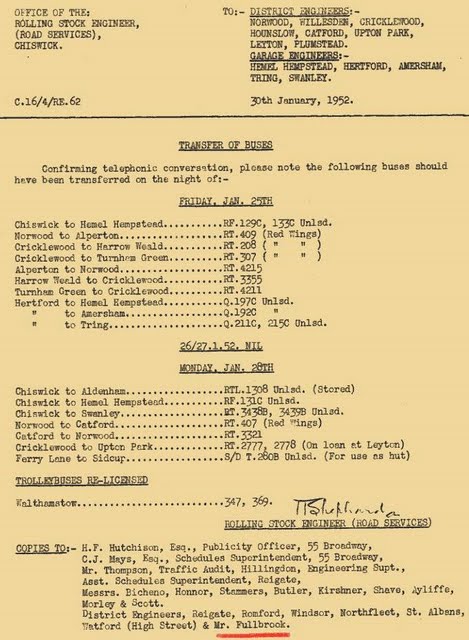 OFFICE OF THE:
ROLLING STOCK ENGINEER,
(ROAD SERVICES),
CHISWICK.
TO:- DISTRICT ENGINEERS:-
NORWOOD, WILLESDEN, CRICKLEWOOD,
HOUNSLOW, CATFORD, UPTON PARK,
LEYTON, PLUMSTEAD.
GARAGE ENGINEERS:-
HEMEL HEMPSTEAD, HERTFORD, AMERSHAM,
TRING, SWANLEY.
C.16/4/RE.62
30th January, 1952.
TRANSFER OF BUSES
Confirming telephonic conversation, please note the following buses should
have been transferred on the night of:-
FRIDAY, JAN. 25TH
Chiswick to Hemel Hempstead..........RF.129C, 133C Unlsd.
Norwood to Alperton..................RT.409 (Red Wings)
Cricklewood to Harrow Weald..........RT.208 ( " " )
Cricklewood to Turnham Green.........RT.307 ( " " )
Alperton to Norwood..................RT.4215
Harrow Weald to Cricklewood..........RT.3355
Turnham Green to Cricklewood.........RT.4211
Hertford to Hemel Hempstead..........Q.197C Unlsd.
" to Amersham.................Q.192C "
" to Tring....................Q.211C, 215C Unlsd.
26/27.1.52. NIL
MONDAY, JAN. 28TH
Chiswick to Aldenham.................RTL.1308 Unlsd. (Stored)
Chiswick to Hemel Hempstead..........RF.131C Unlsd.
Chiswick to Swanley..................RT.3438B, 3439B Unlsd.
Norwood to Catford...................RT.407 (Red Wings)
Catford to Norwood...................RT.3321
Cricklewood to Upton Park............RT.2777, 2778 (On loan at Leyton)
Ferry Lane to Sidcup.................S/D T.280B Unlsd. (For use as hut)
TROLLEYBUSES RE-LICENSED
Walthamstow..........................347, 369.
ROLLING STOCK ENGINEER (ROAD SERVICES)
COPIES TO:- H.F. Hutchison, Esq., Publicity Officer, 55 Broadway,
C.J. Mays, Esq., Schedules Superintendent, 55 Broadway,
Mr. Thompson, Traffic Audit, Hillingdon, Engineering Supt.,
Asst. Schedules Superintendent, Reigate,
Messrs. Bicheno, Honnor, Stammers, Butler, Kirshner, Shave, Ayliffe,
Morley & Scott.
District Engineers, Reigate, Romford, Windsor, Northfleet, St. Albans,
Watford (High Street) & Mr. Fullbrook.